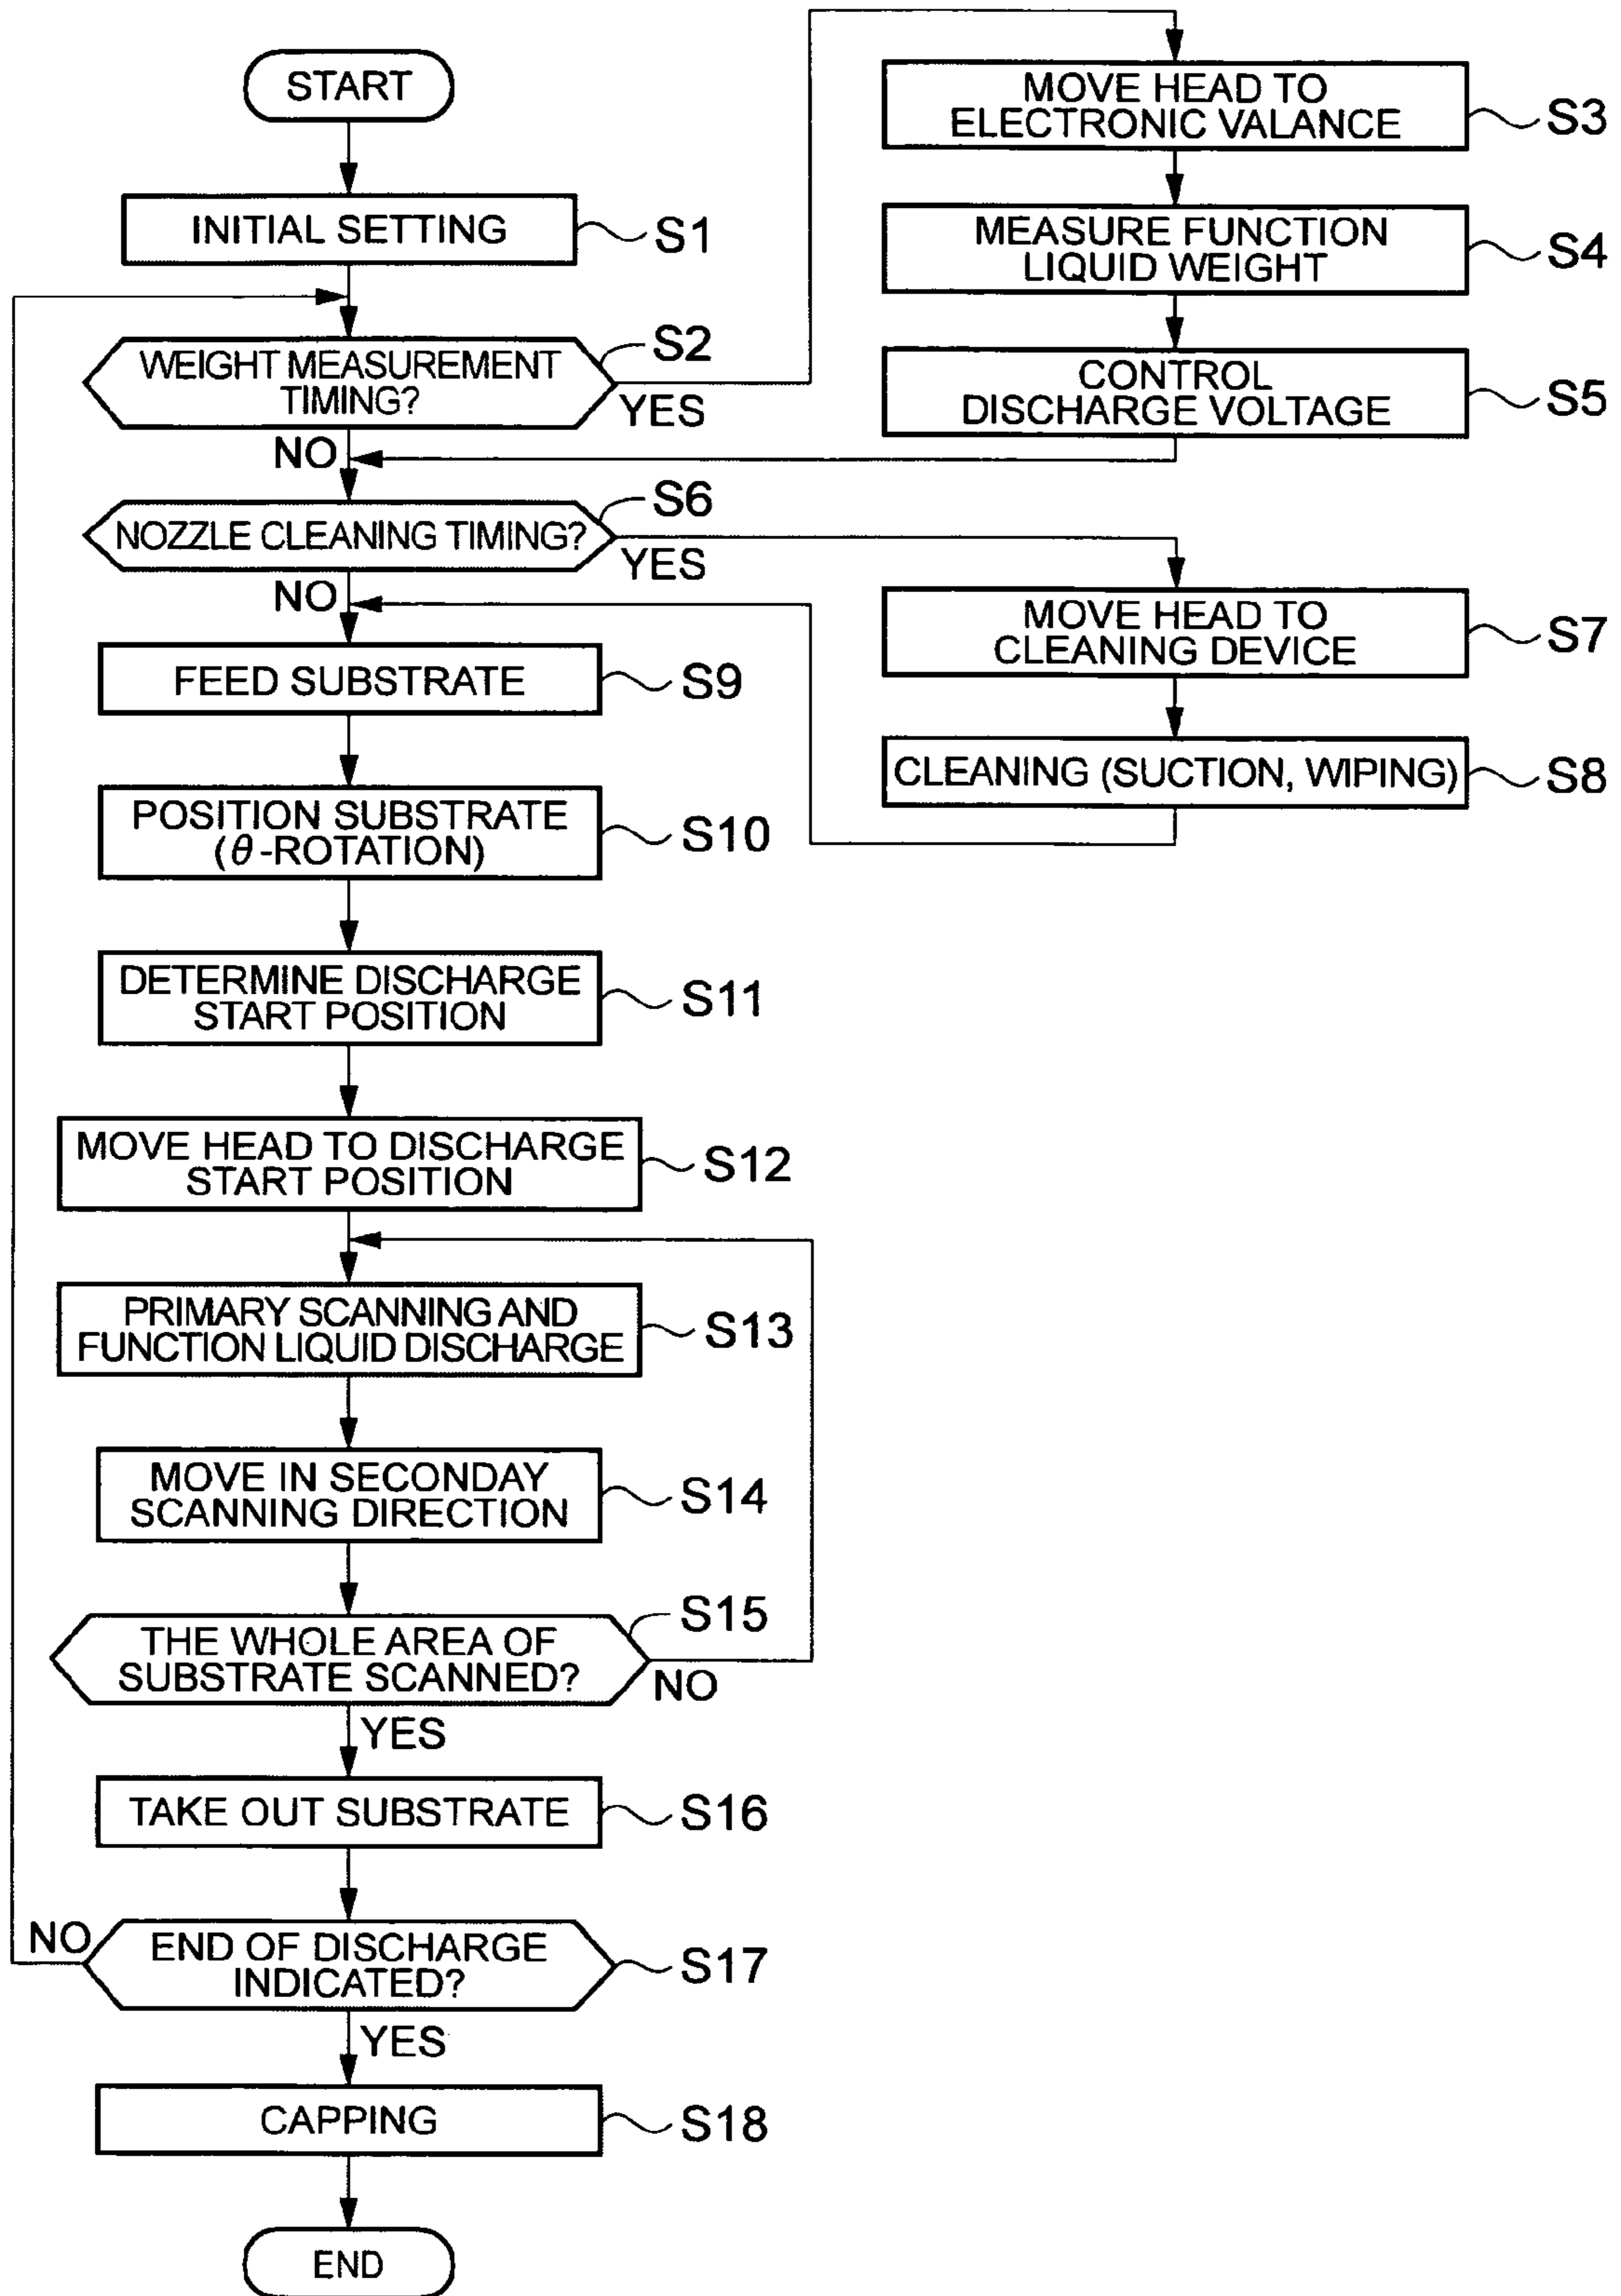 START
INITIAL SETTING
S1
WEIGHT MEASUREMENT
TIMING?
S2
YES
NO
MOVE HEAD TO
ELECTRONIC VALANCE
S3
MEASURE FUNCTION
LIQUID WEIGHT
S4
CONTROL
DISCHARGE VOLTAGE
S5
NOZZLE CLEANING TIMING?
S6
YES
NO
MOVE HEAD TO
CLEANING DEVICE
S7
CLEANING (SUCTION, WIPING)
S8
FEED SUBSTRATE
S9
POSITION SUBSTRATE
(θ-ROTATION)
S10
DETERMINE DISCHARGE
START POSITION
S11
MOVE HEAD TO DISCHARGE
START POSITION
S12
PRIMARY SCANNING AND
FUNCTION LIQUID DISCHARGE
S13
MOVE IN SECONDAY
SCANNING DIRECTION
S14
THE WHOLE AREA OF
SUBSTRATE SCANNED?
S15
NO
YES
TAKE OUT SUBSTRATE
S16
NO
END OF DISCHARGE
INDICATED?
S17
YES
CAPPING
S18
END